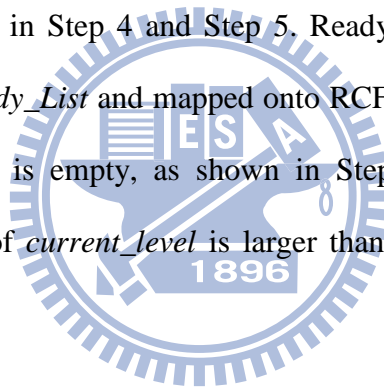 in Step 4 and Step 5. Ready
dy_List and mapped onto RCF
ES A
is empty, as shown in Step
of current_level is larger than
1896